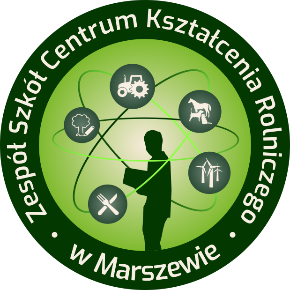 Zespół Szkół Centrum Kształcenia Rolniczego
w Marszewie